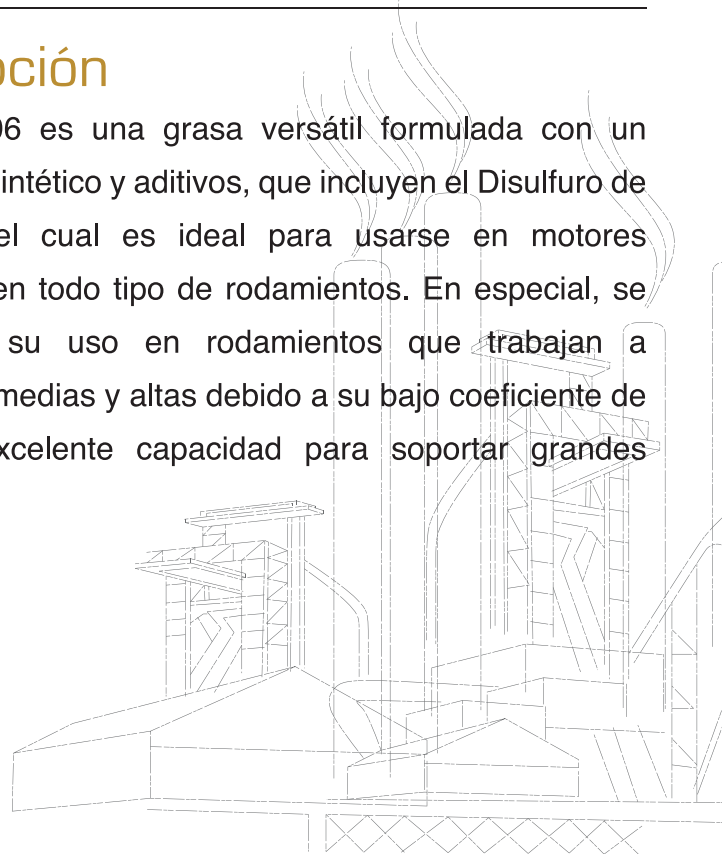 pción
06 es una grasa versátil formulada con un
sintético y aditivos, que incluyen el Disulfuro de
el cual es ideal para usarse en motores
en todo tipo de rodamientos. En especial, se
su uso en rodamientos que trabajan a
medias y altas debido a su bajo coeficiente de
xcelente capacidad para soportar grandes